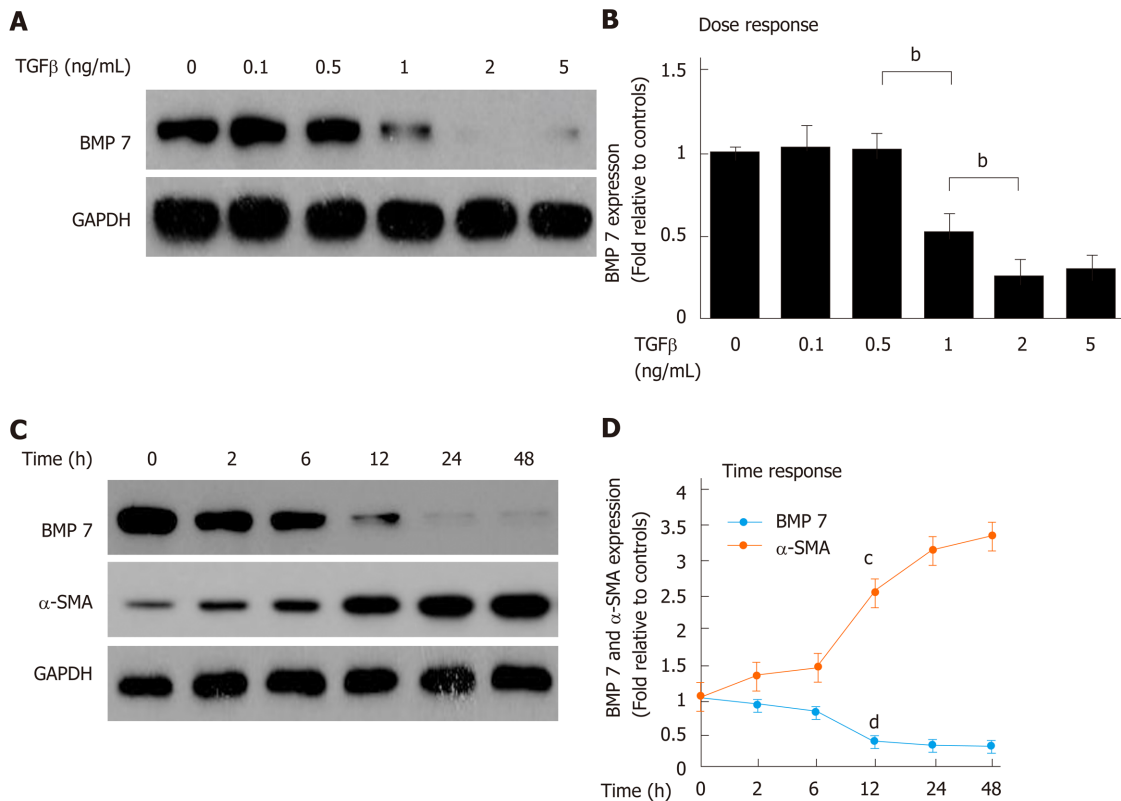 A
TGFβ (ng/mL) 0 0.1 0.5 1 2 5
BMP 7
GAPDH
B
Dose response
BMP 7 expresson
(Fold relative to controls)
1.5
1
0.5
0
b
b
TGFβ 0 0.1 0.5 1 2 5
(ng/mL)
C
Time (h) 0 2 6 12 24 48
BMP 7
α-SMA
GAPDH
D
Time response
BMP 7 and α-SMA expression
(Fold relative to controls)
4
3.5
3
2.5
2
1.5
1
0.5
0
BMP 7
α-SMA
c
d
Time (h) 0 2 6 12 24 48